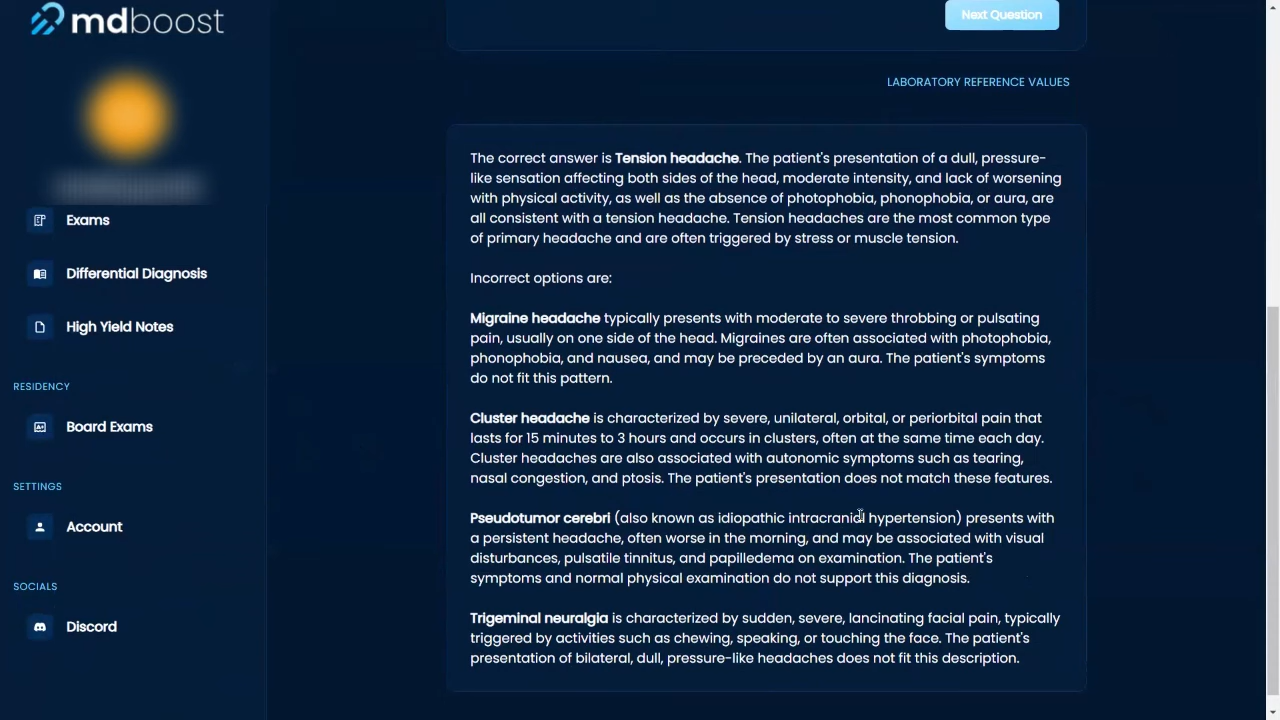 mdboost
Exams
Differential Diagnosis
High Yield Notes
RESIDENCY
Board Exams
SETTINGS
Account
SOCIALS
Discord
Next Question
LABORATORY REFERENCE VALUES
The correct answer is Tension headache. The patient's presentation of a dull, pressure-
like sensation affecting both sides of the head, moderate intensity, and lack of worsening
with physical activity, as well as the absence of photophobia, phonophobia, or aura, are
all consistent with a tension headache. Tension headaches are the most common type
of primary headache and are often triggered by stress or muscle tension.
Incorrect options are:
Migraine headache typically presents with moderate to severe throbbing or pulsating
pain, usually on one side of the head. Migraines are often associated with photophobia,
phonophobia, and nausea, and may be preceded by an aura. The patient's symptoms
do not fit this pattern.
Cluster headache is characterized by severe, unilateral, orbital, or periorbital pain that
lasts for 15 minutes to 3 hours and occurs in clusters, often at the same time each day.
Cluster headaches are also associated with autonomic symptoms such as tearing,
nasal congestion, and ptosis. The patient's presentation does not match these features.
Pseudotumor cerebri (also known as idiopathic intracranial hypertension) presents with
a persistent headache, often worse in the morning, and may be associated with visual
disturbances, pulsatile tinnitus, and papilledema on examination. The patient's
symptoms and normal physical examination do not support this diagnosis.
Trigeminal neuralgia is characterized by sudden, severe, lancinating facial pain, typically
triggered by activities such as chewing, speaking, or touching the face. The patient's
presentation of bilateral, dull, pressure-like headaches does not fit this description.